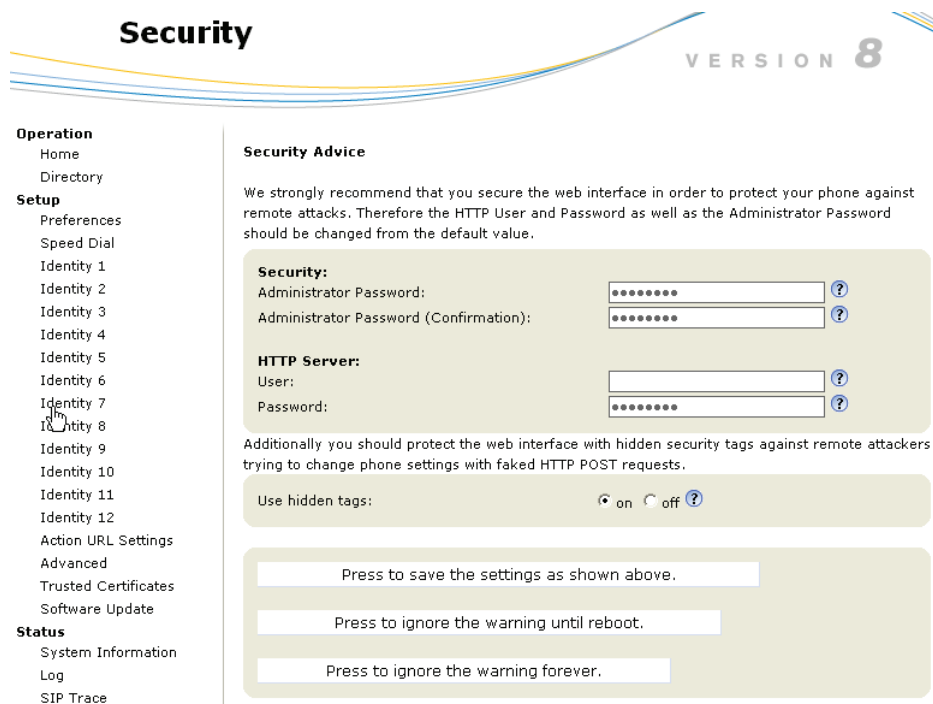 Security
VERSION 8
Operation
Home
Directory
Setup
Preferences
Speed Dial
Identity 1
Identity 2
Identity 3
Identity 4
Identity 5
Identity 6
Identity 7
Identity 8
Identity 9
Identity 10
Identity 11
Identity 12
Action URL Settings
Advanced
Trusted Certificates
Software Update
Status
System Information
Log
SIP Trace
Security Advice
We strongly recommend that you secure the web interface in order to protect your phone against
remote attacks. Therefore the HTTP User and Password as well as the Administrator Password
should be changed from the default value.
Security:
Administrator Password: •••••••• ?
Administrator Password (Confirmation): •••••••• ?
HTTP Server:
User: ?
Password: •••••••• ?
Additionally you should protect the web interface with hidden security tags against remote attackers
trying to change phone settings with faked HTTP POST requests.
Use hidden tags: on off ?
Press to save the settings as shown above.
Press to ignore the warning until reboot.
Press to ignore the warning forever.